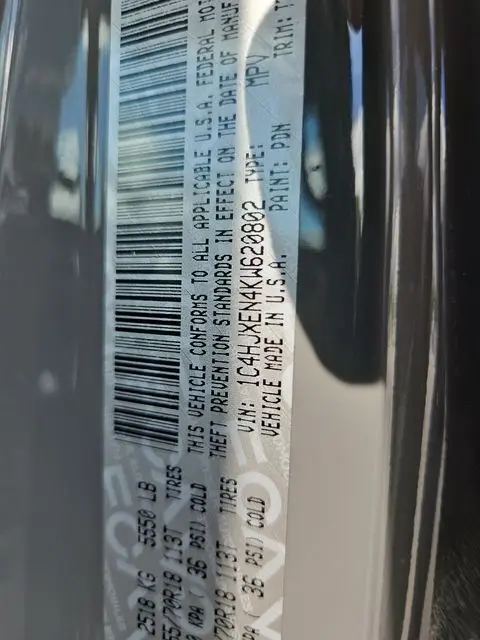 2518 KG 5550 LB
55/70R18 113T TIRES
KPA ( 36 PSI) COLD
/70R18 113T TIRES
KPA 36 PSI) COLD
THIS VEHICLE CONFORMS TO ALL APPLICABLE U.S.A. FEDERAL MOT
THEFT PREVENTION STANDARDS IN EFFECT ON THE DATE OF MANUF
VIN: 1C4HJXEN4KW620802 TYPE: MPV
VEHICLE MADE IN U.S.A. PAINT: PDN TRIM: T